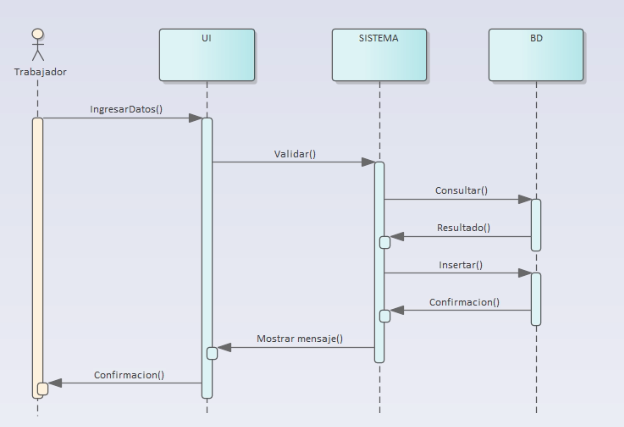 UI
SISTEMA
BD
Trabajador
IngresarDatos()
Validar()
Consultar()
Resultado()
Insertar()
Confirmacion()
Mostrar mensaje()
Confirmacion()